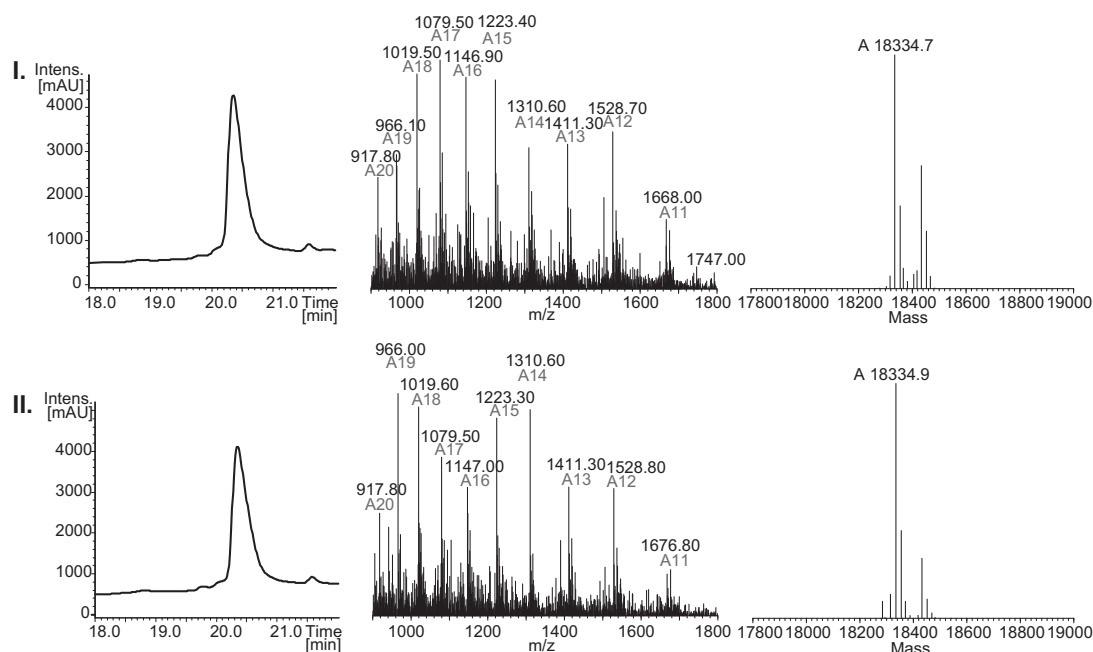 I.
Intens.
[mAU]
4000
3000
2000
1000
0
18.0 19.0 20.0 21.0 Time
[min]
1079.50 1223.40
A17 A15
1019.50 1146.90
A18 A16
966.10 1310.60 1528.70
A19 A14 1411.30 A12
917.80 A13
A20
1668.00
A11
1747.00
1000 1200 1400 1600 1800
m/z
A 18334.7
17800 18000 18200 18400 18600 18800 19000
Mass
II.
Intens.
[mAU]
4000
3000
2000
1000
0
18.0 19.0 20.0 21.0 Time
[min]
966.00 1310.60
A19 A14
1019.60 1223.30
A18 A15
1079.50
A17
1147.00 1411.30 1528.80
A16 A13 A12
917.80
A20
1676.80
A11
1000 1200 1400 1600 1800
m/z
A 18334.9
17800 18000 18200 18400 18600 18800 19000
Mass